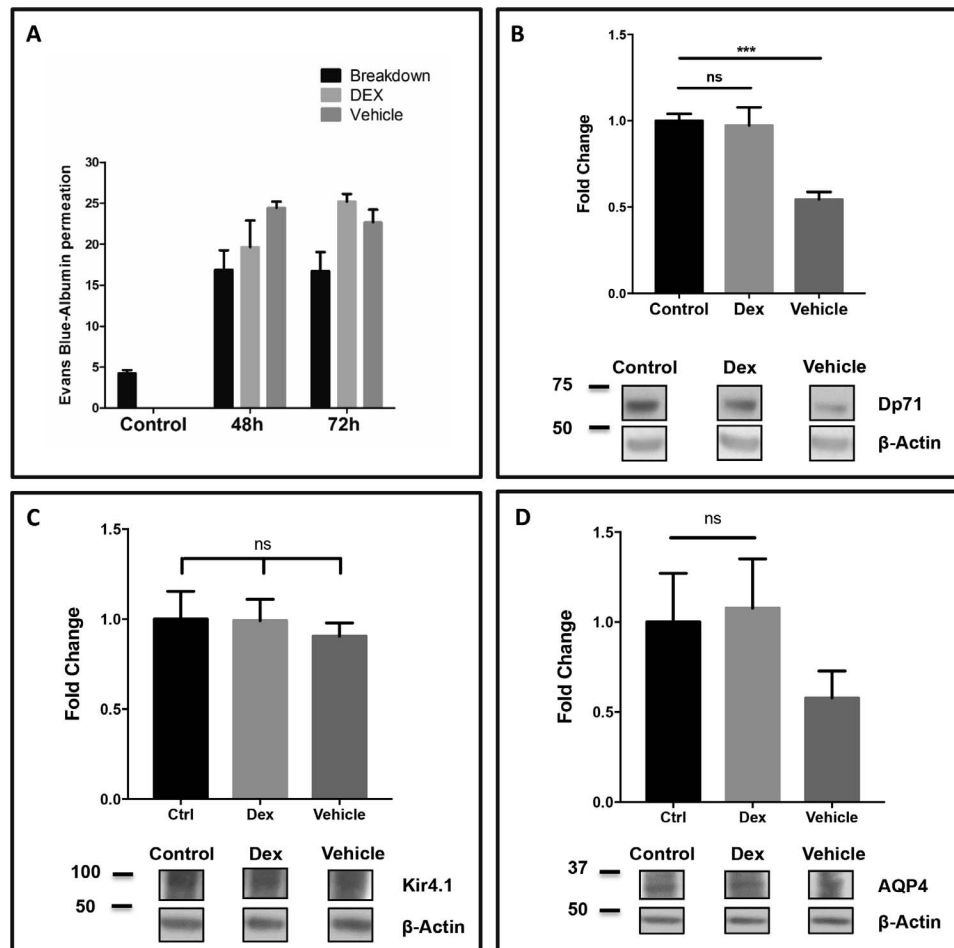 A
Breakdown
DEX
Vehicle
Evans Blue-Albumin permeation
30
25
20
15
10
5
0
Control 48h 72h
B
Fold Change
1.5
1.0
0.5
0.0
***
ns
Control Dex Vehicle
Control Dex Vehicle
75
50
Dp71
β-Actin
C
Fold Change
1.5
1.0
0.5
0.0
ns
Ctrl Dex Vehicle
Control Dex Vehicle
100
50
Kir4.1
β-Actin
D
Fold Change
1.5
1.0
0.5
0.0
ns
Ctrl Dex Vehicle
Control Dex Vehicle
37
50
AQP4
β-Actin